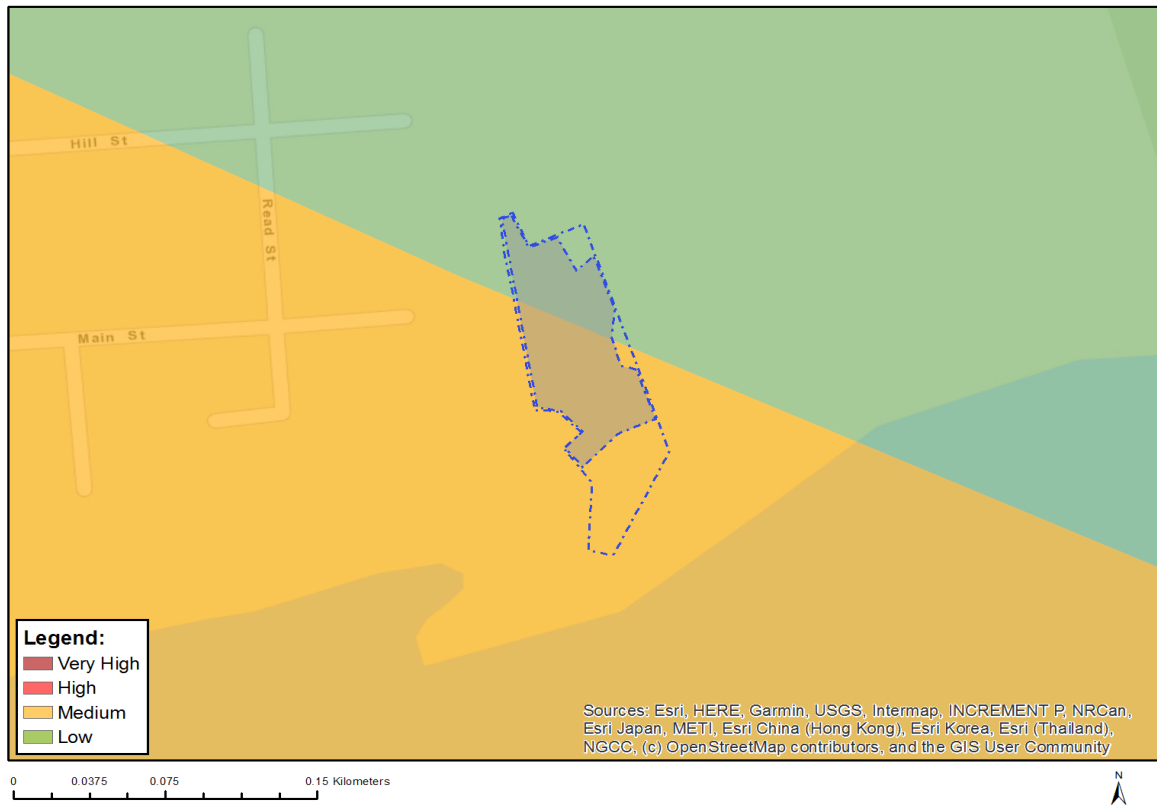 Hill St
Read St
Main St
Legend:
Very High
High
Medium
Low
Sources: Esri, HERE, Garmin, USGS, Intermap, INCREMENT P, NRCan,
Esri Japan, METI, Esri China (Hong Kong), Esri Korea, Esri (Thailand),
NGCC, (c) OpenStreetMap contributors, and the GIS User Community
0 0.0375 0.075 0.15 Kilometers
N